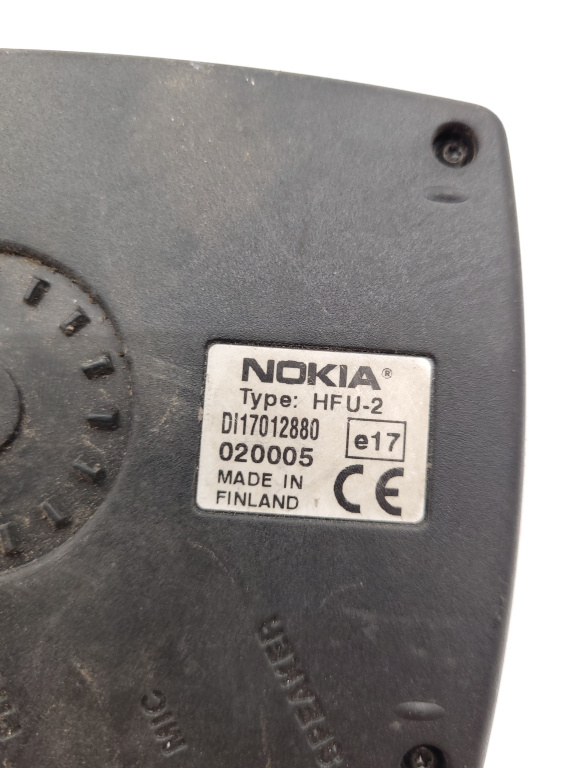 NOKIA®
Type: HFU-2
DI17012880
020005
e17
MADE IN
FINLAND
CE
SPEAKER
MIC